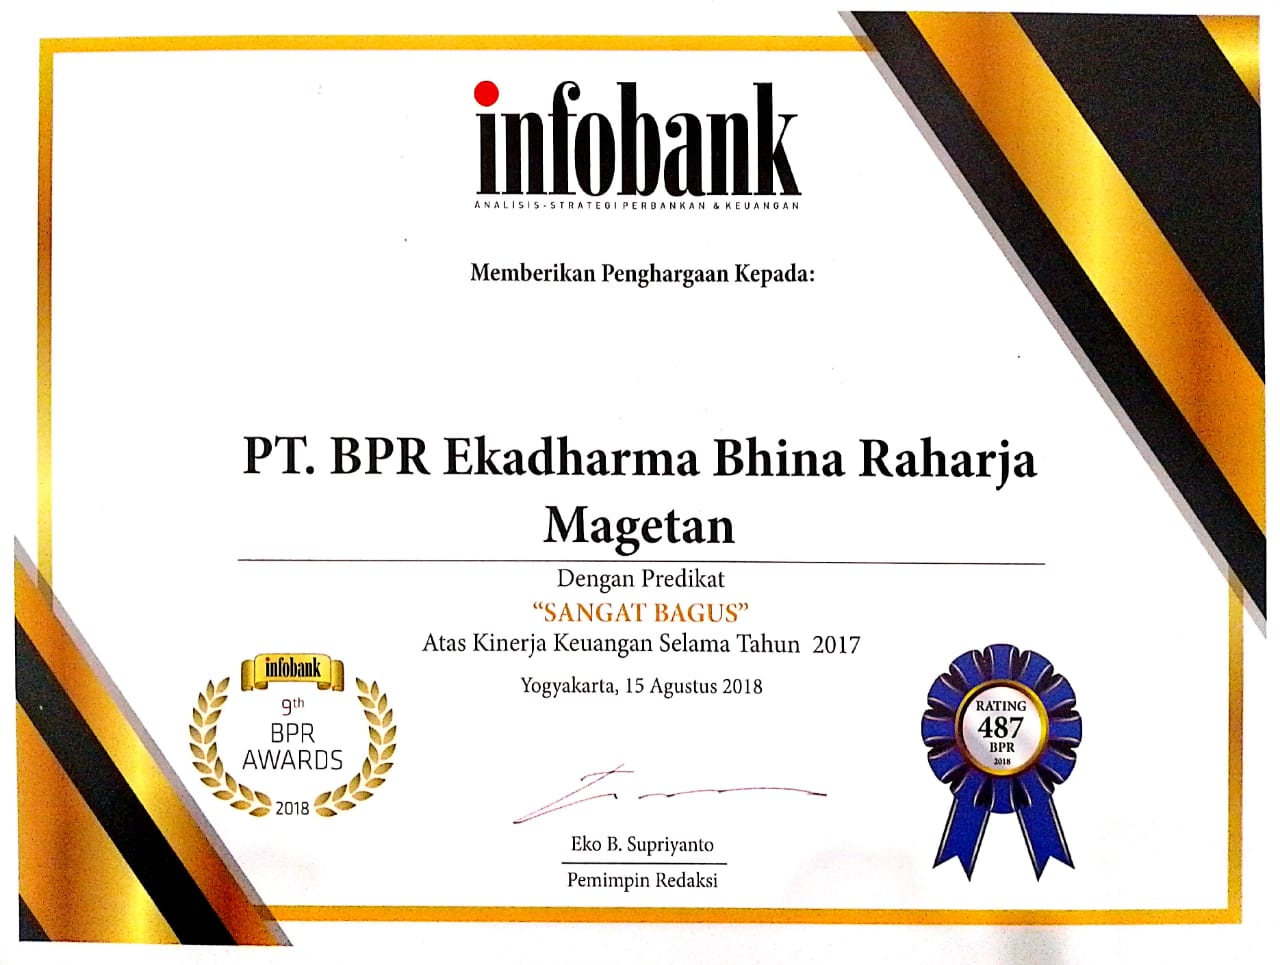 infobank
ANALISIS-STRATEGI PERBANKAN & KEUANGAN
Memberikan Penghargaan Kepada:
PT. BPR Ekadharma Bhina Raharja
Magetan
Dengan Predikat
“SANGAT BAGUS”
Atas Kinerja Keuangan Selama Tahun 2017
Yogyakarta, 15 Agustus 2018
infobank
9th
BPR
AWARDS
2018
RATING
487
BPR
2018
Eko B. Supriyanto
Pemimpin Redaksi